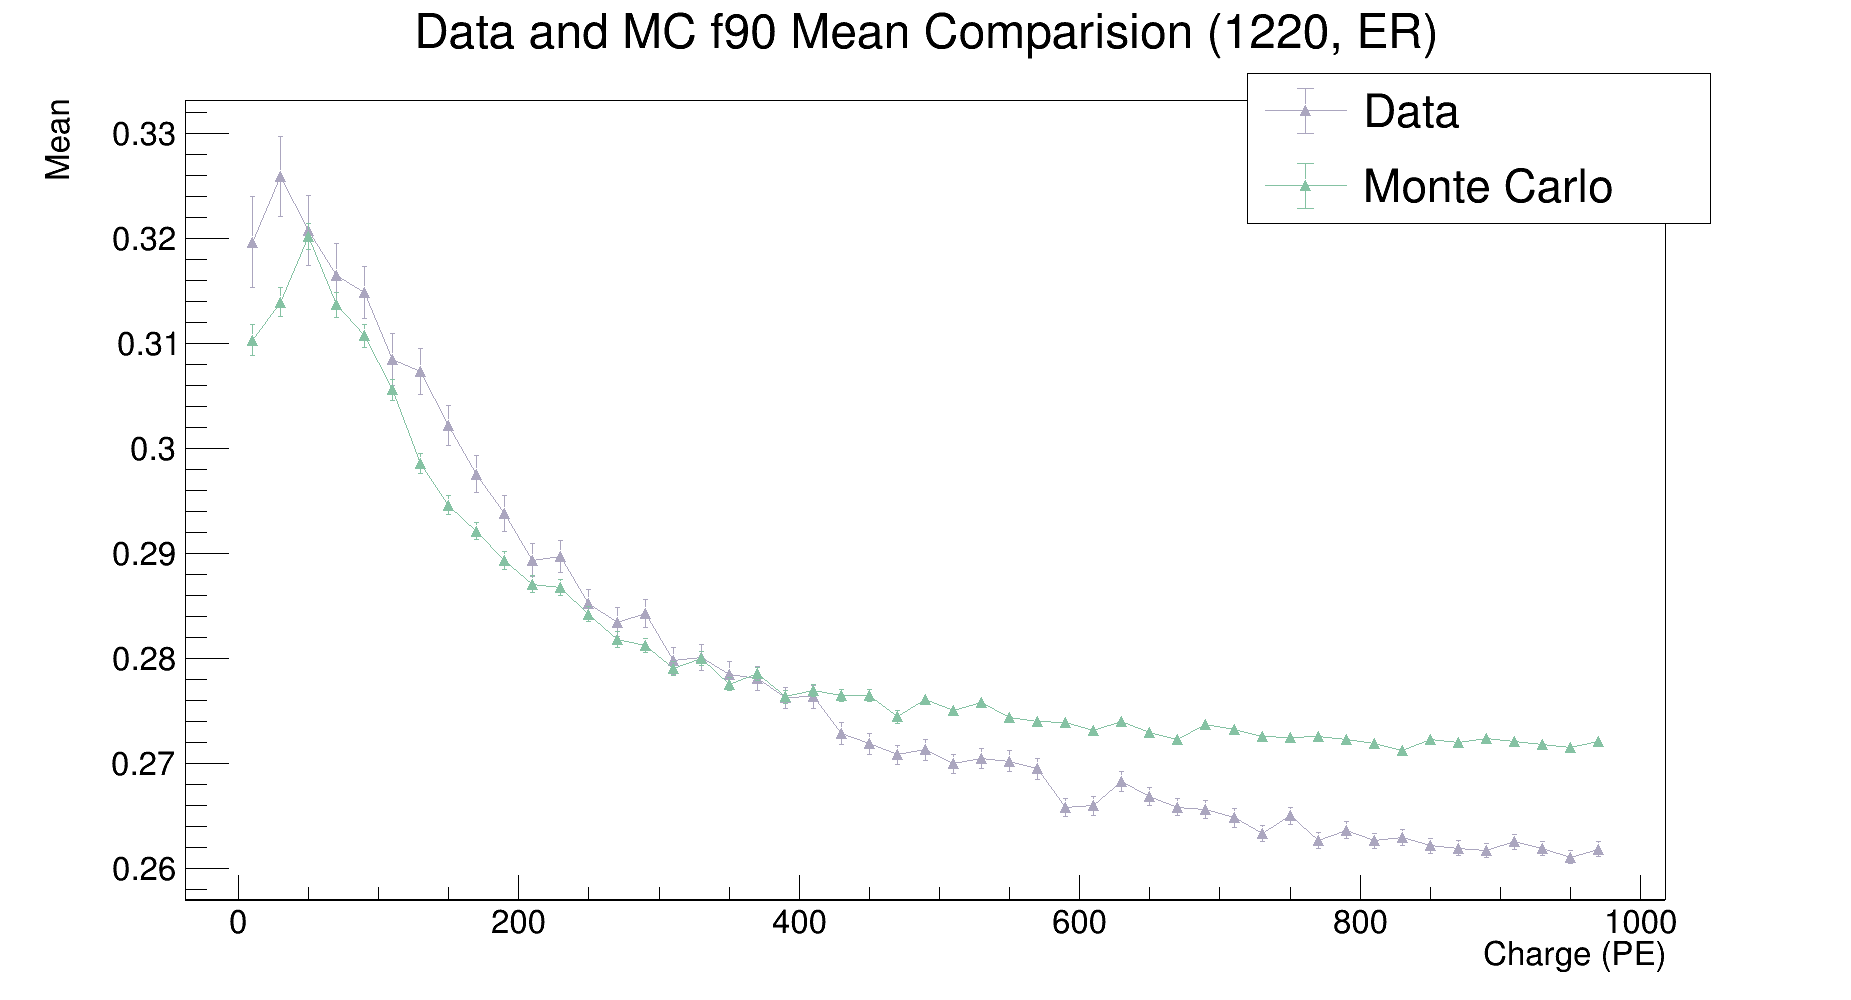 Data and MC f90 Mean Comparision (1220, ER)
Data
Monte Carlo
Mean
0.33
0.32
0.31
0.3
0.29
0.28
0.27
0.26
0 200 400 600 800 1000
Charge (PE)